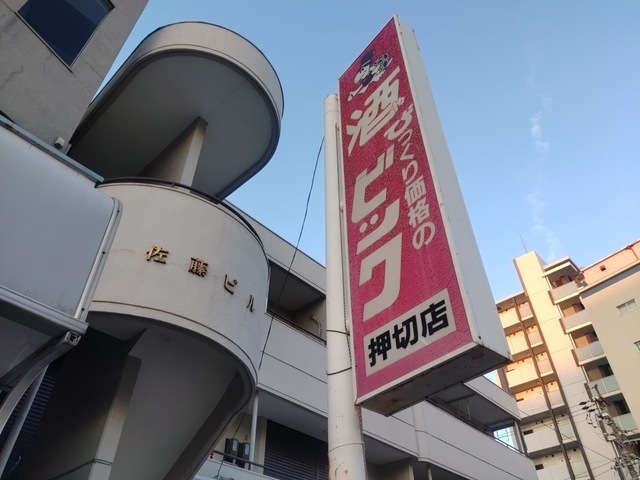 びっくり価格の
酒ビック
押切店
佐藤ビル